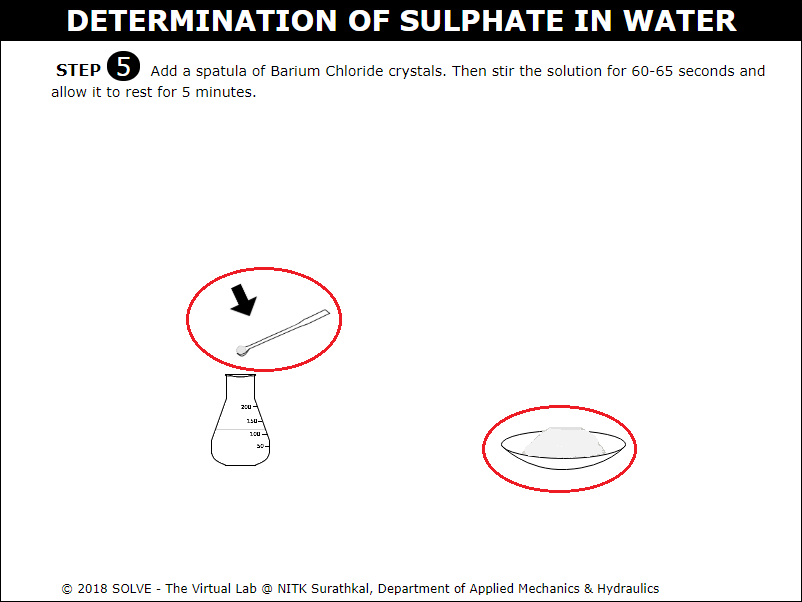 DETERMINATION OF SULPHATE IN WATER
STEP 5 Add a spatula of Barium Chloride crystals. Then stir the solution for 60-65 seconds and
allow it to rest for 5 minutes.
200
150
100
50
© 2018 SOLVE - The Virtual Lab @ NITK Surathkal, Department of Applied Mechanics & Hydraulics